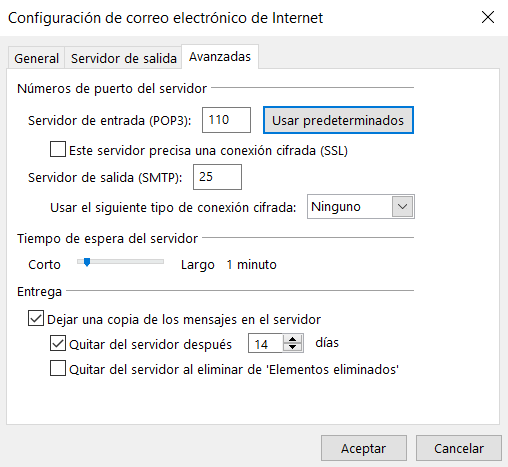 Configuración de correo electrónico de Internet
General Servidor de salida Avanzadas
Números de puerto del servidor
Servidor de entrada (POP3): 110 Usar predeterminados
Este servidor precisa una conexión cifrada (SSL)
Servidor de salida (SMTP): 25
Usar el siguiente tipo de conexión cifrada: Ninguno
Tiempo de espera del servidor
Corto Largo 1 minuto
Entrega
Dejar una copia de los mensajes en el servidor
Quitar del servidor después 14 días
Quitar del servidor al eliminar de 'Elementos eliminados'
Aceptar Cancelar